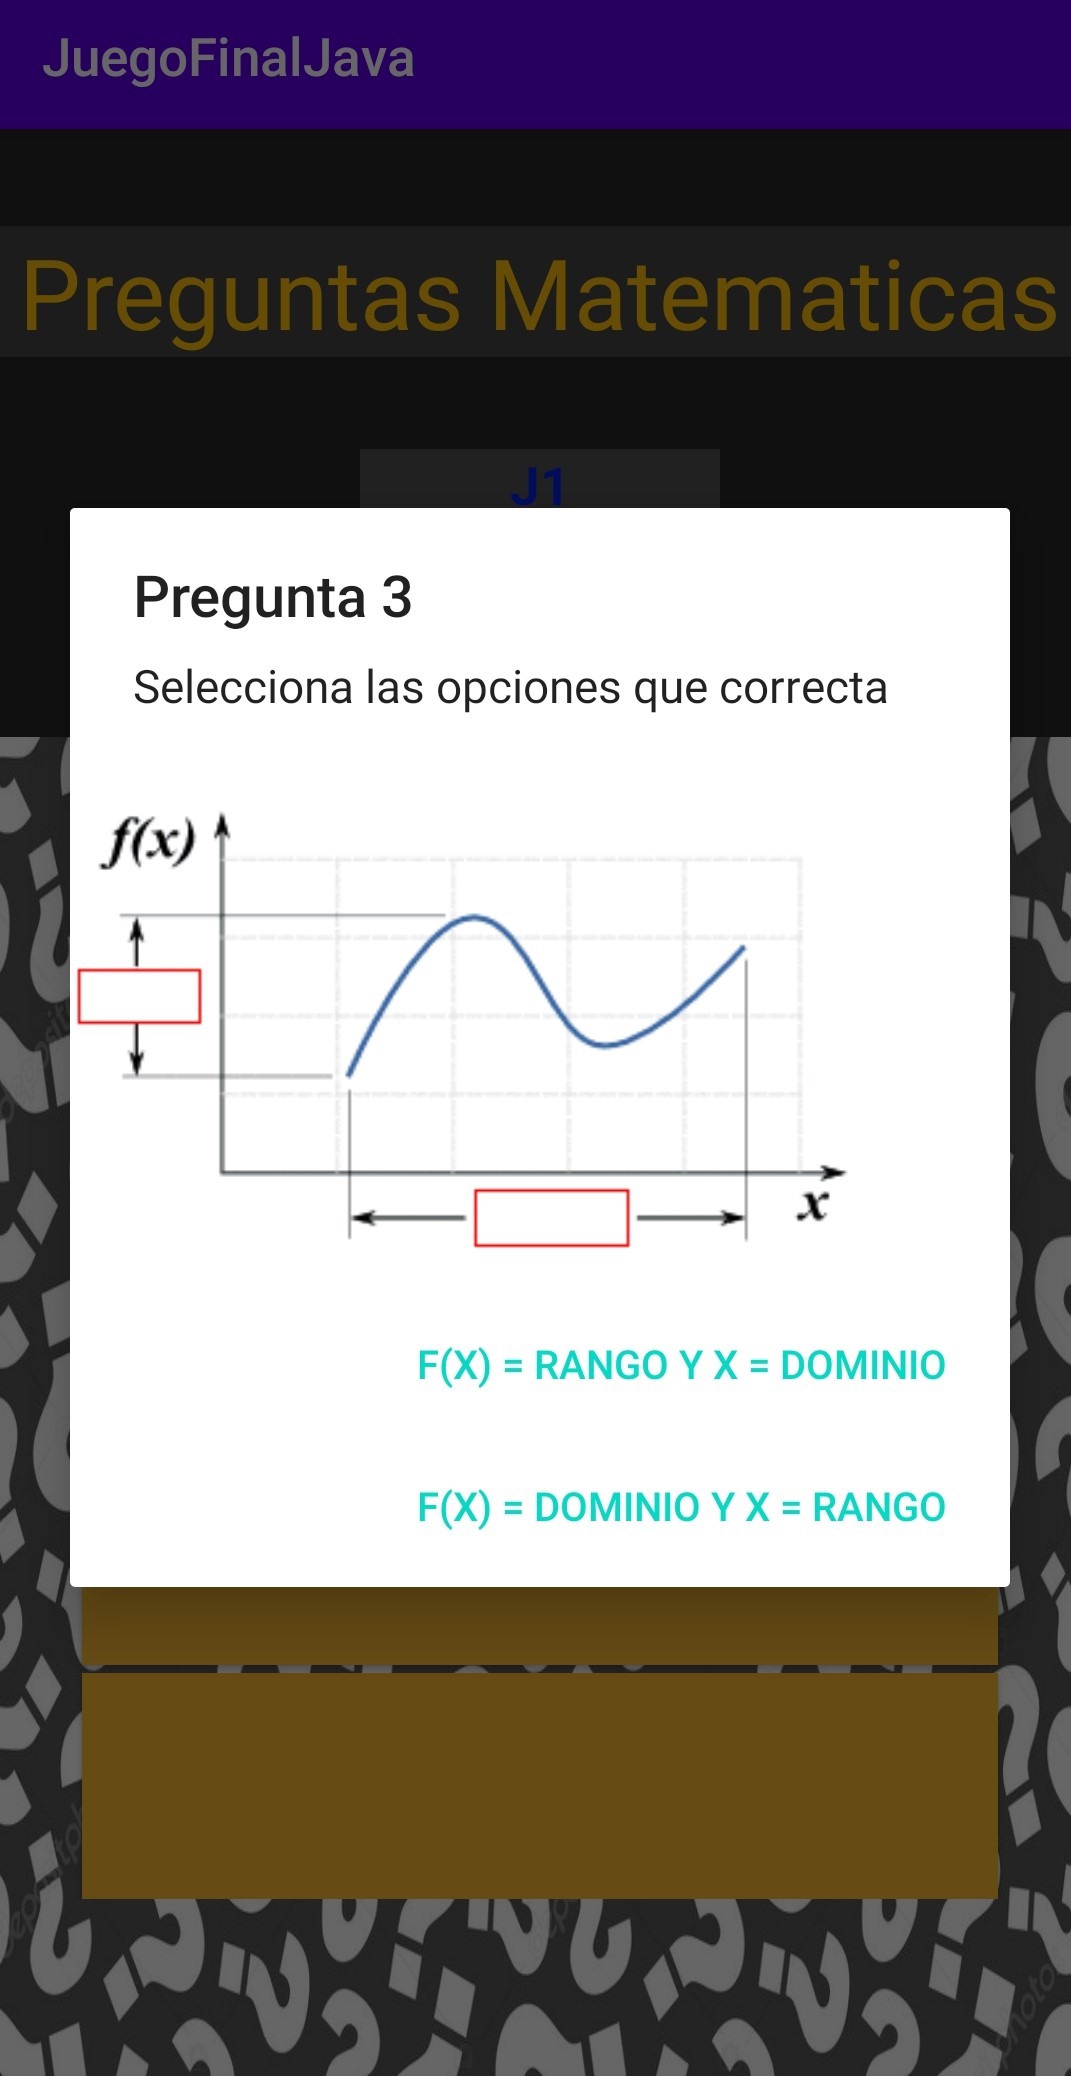 JuegoFinalJava
Preguntas Matematicas
J1
Pregunta 3
Selecciona las opciones que correcta
f(x)
x
F(X) = RANGO Y X = DOMINIO
F(X) = DOMINIO Y X = RANGO